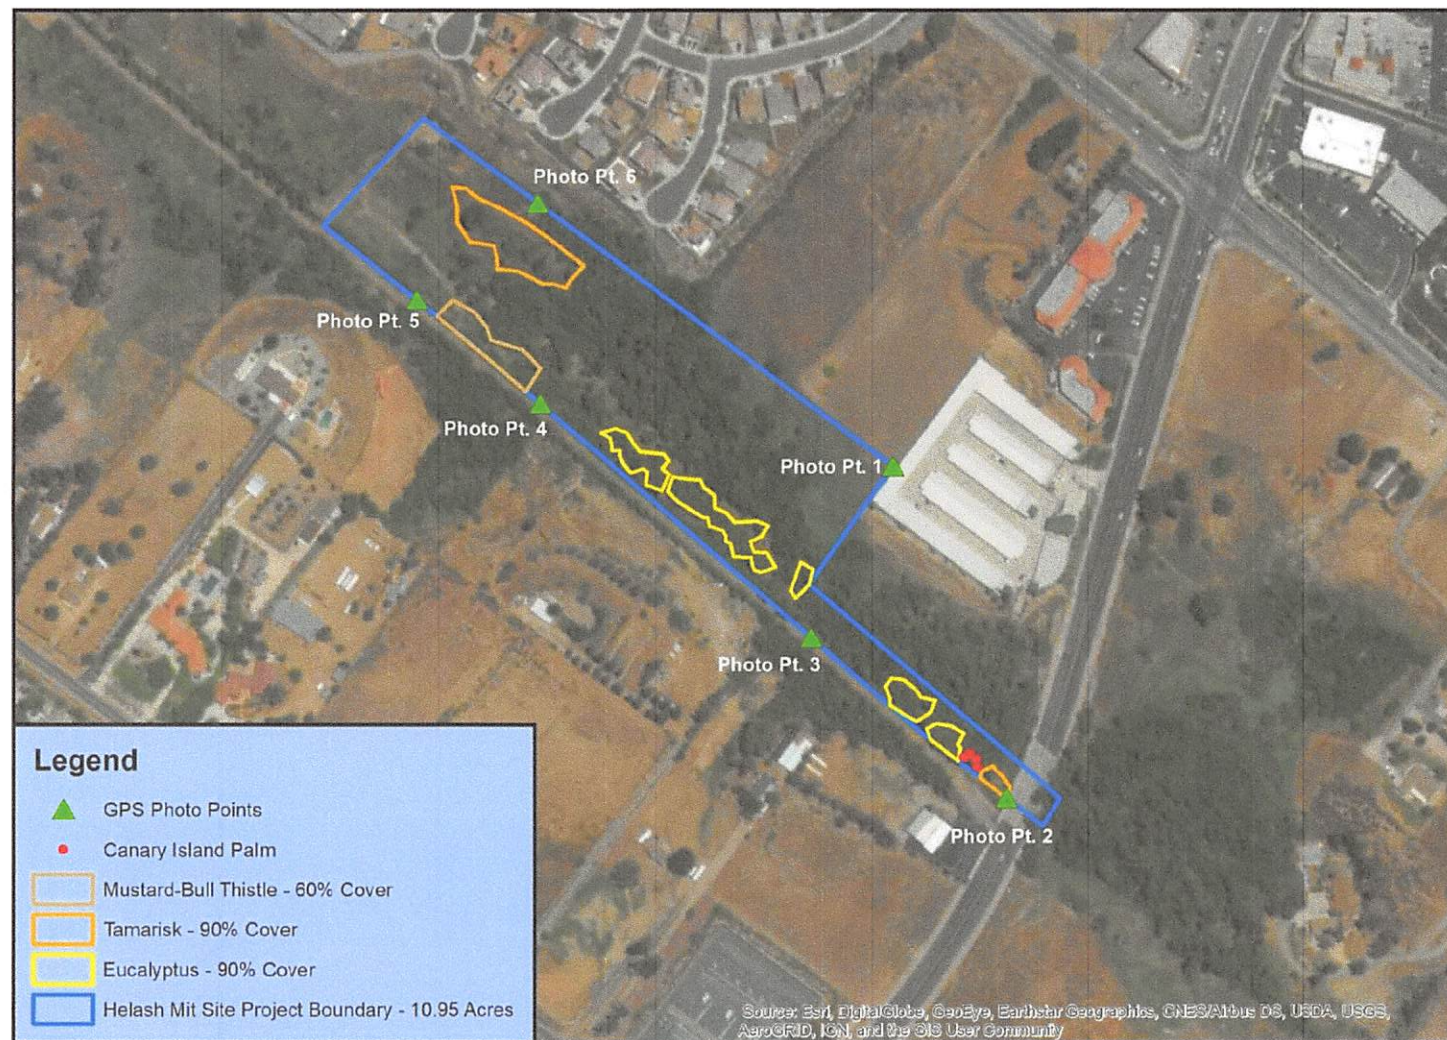 Photo Pt. 6
Photo Pt. 5
Photo Pt. 4
Photo Pt. 1
Photo Pt. 3
Photo Pt. 2
Legend
GPS Photo Points
Canary Island Palm
Mustard-Bull Thistle - 60% Cover
Tamarisk - 90% Cover
Eucalyptus - 90% Cover
Helash Mit Site Project Boundary - 10.95 Acres
Source: Esri, DigitalGlobe, GeoEye, Earthstar Geographics, CNES/Airbus DS, USDA, USGS,
AeroGRID, IGN, and the GIS User Community